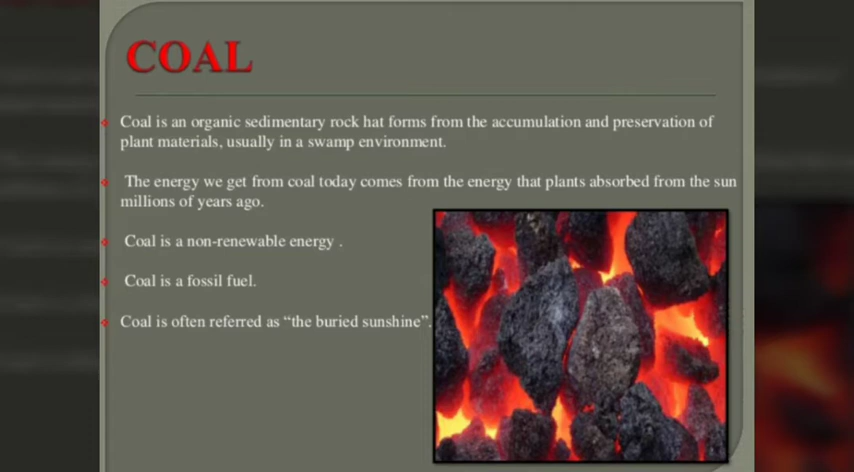 COAL
Coal is an organic sedimentary rock hat forms from the accumulation and preservation of
plant materials, usually in a swamp environment.
The energy we get from coal today comes from the energy that plants absorbed from the sun
millions of years ago.
Coal is a non-renewable energy .
Coal is a fossil fuel.
Coal is often referred as “the buried sunshine”.